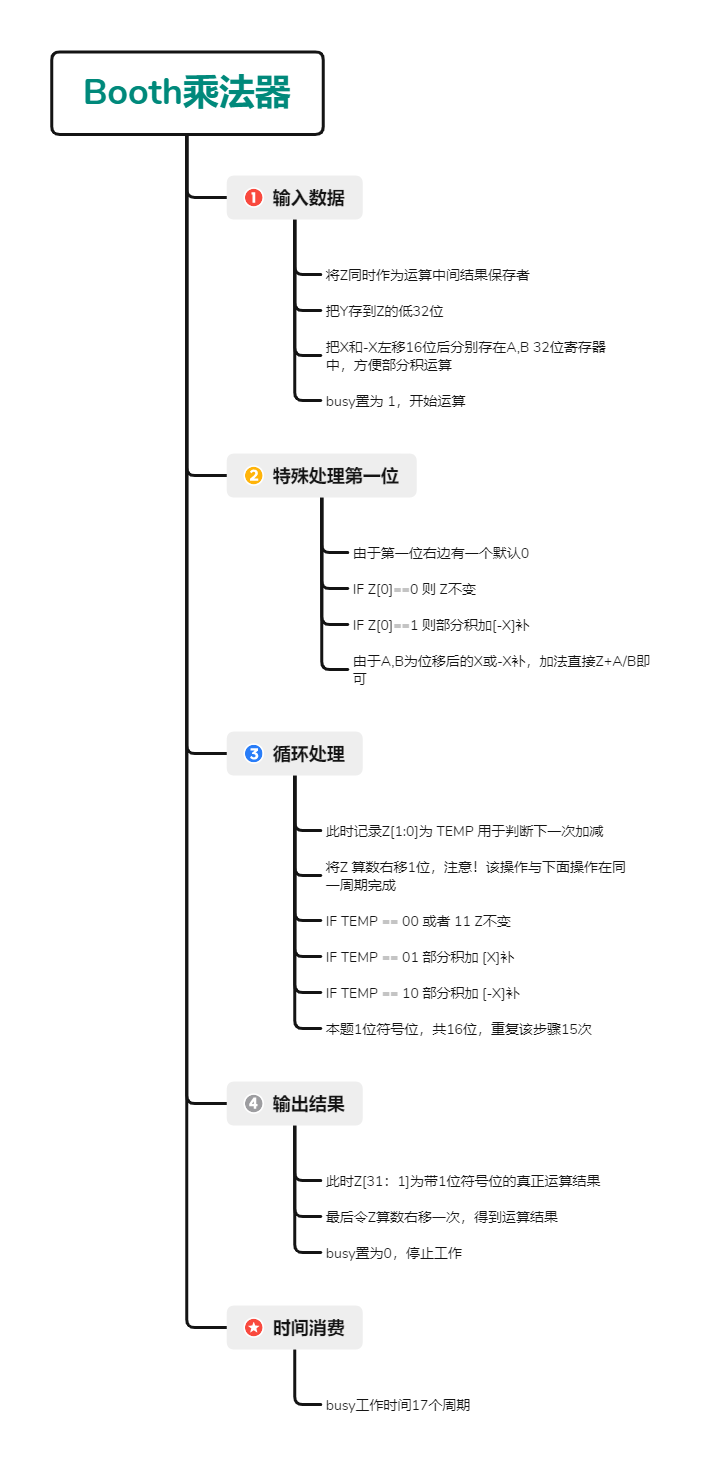 Booth乘法器
1 输入数据
将Z同时作为运算中间结果保存者
把Y存到Z的低32位
把X和-X左移16位后分别存在A,B 32位寄存器
中，方便部分积运算
busy置为 1，开始运算
2 特殊处理第一位
由于第一位右边有一个默认0
IF Z[0]==0 则 Z不变
IF Z[0]==1 则部分积加[-X]补
由于A,B为位移后的X或-X补，加法直接Z+A/B即
可
3 循环处理
此时记录Z[1:0]为 TEMP 用于判断下一次加减
将Z 算数右移1位，注意！该操作与下面操作在同
一周期完成
IF TEMP == 00 或者 11 Z不变
IF TEMP == 01 部分积加 [X]补
IF TEMP == 10 部分积加 [-X]补
本题1位符号位，共16位，重复该步骤15次
4 输出结果
此时Z[31：1]为带1位符号位的真正运算结果
最后令Z算数右移一次，得到运算结果
busy置为0，停止工作
时间消费
busy工作时间17个周期